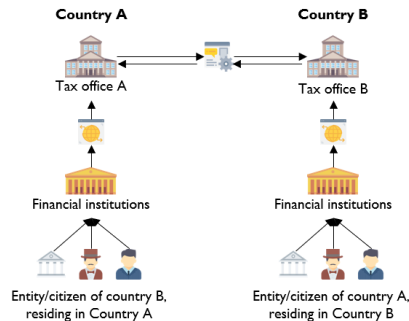 Country A
Country B
Tax office A
Tax office B
Financial institutions
Financial institutions
Entity/citizen of country B,
residing in Country A
Entity/citizen of country A,
residing in Country B